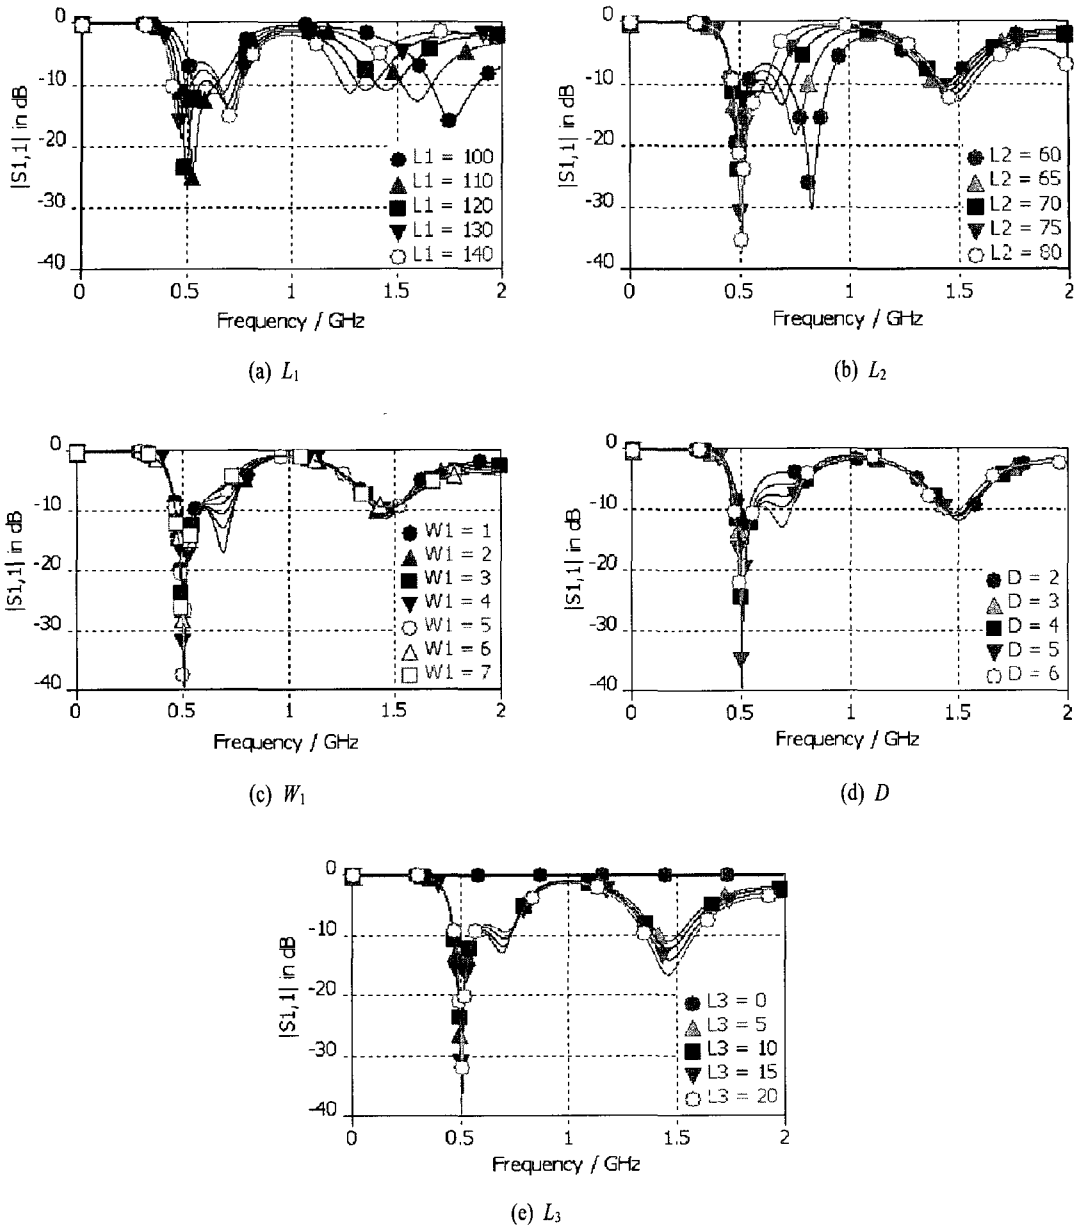 0
-10
-20
-30
-40
|S1,1| in dB
L1 = 100
L1 = 110
L1 = 120
L1 = 130
L1 = 140
0 0.5 1 1.5 2
Frequency / GHz
(a) L1
0
-10
-20
-30
-40
|S1,1| in dB
L2 = 60
L2 = 65
L2 = 70
L2 = 75
L2 = 80
0 0.5 1 1.5 2
Frequency / GHz
(b) L2
0
-10
-20
-30
-40
|S1,1| in dB
W1 = 1
W1 = 2
W1 = 3
W1 = 4
W1 = 5
W1 = 6
W1 = 7
0 0.5 1 1.5 2
Frequency / GHz
(c) W1
0
-10
-20
-30
-40
|S1,1| in dB
D = 2
D = 3
D = 4
D = 5
D = 6
0 0.5 1 1.5 2
Frequency / GHz
(d) D
0
-10
-20
-30
-40
|S1,1| in dB
L3 = 0
L3 = 5
L3 = 10
L3 = 15
L3 = 20
0 0.5 1 1.5 2
Frequency / GHz
(e) L3